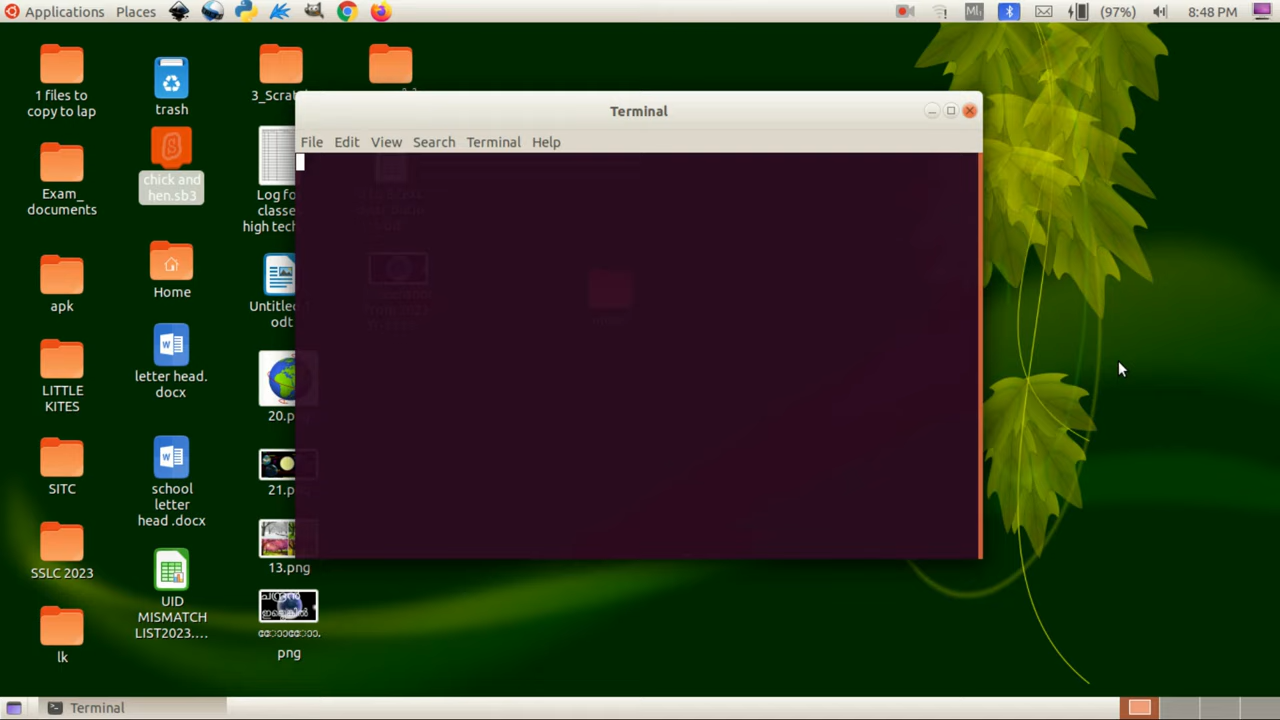 Applications Places
Ml
(97%)
8:48 PM
1 files to
copy to lap
trash
3_Scrat
Terminal
File Edit View Search Terminal Help
Exam_
documents
chick and
hen.sb3
Log fo
classe
high tech
apk
Home
Untitled
odt
LITTLE
KITES
letter head.
docx
20.p
SITC
school
letter
head .docx
21.p
SSLC 2023
13.png
UID
MISMATCH
LIST2023....
ചന്ദ്രൻ
png
lk
Terminal